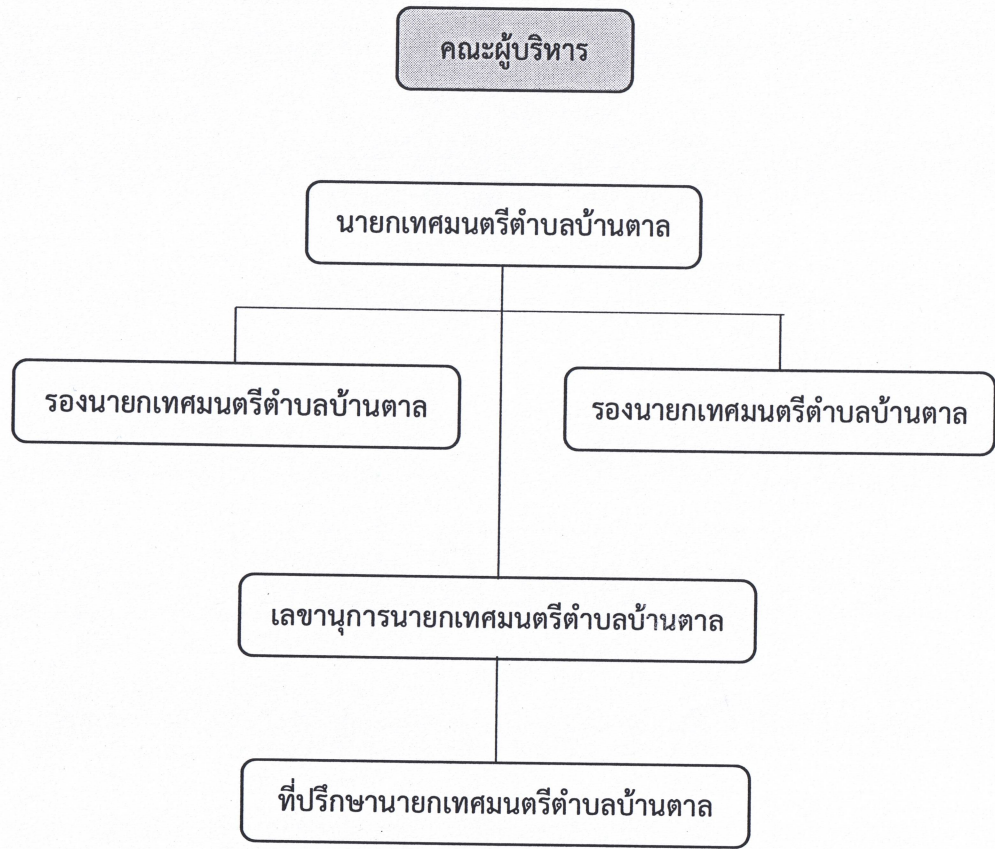 คณะผู้บริหาร
นายกเทศมนตรีตำบลบ้านตาล
รองนายกเทศมนตรีตำบลบ้านตาล
รองนายกเทศมนตรีตำบลบ้านตาล
เลขานุการนายกเทศมนตรีตำบลบ้านตาล
ที่ปรึกษานายกเทศมนตรีตำบลบ้านตาล